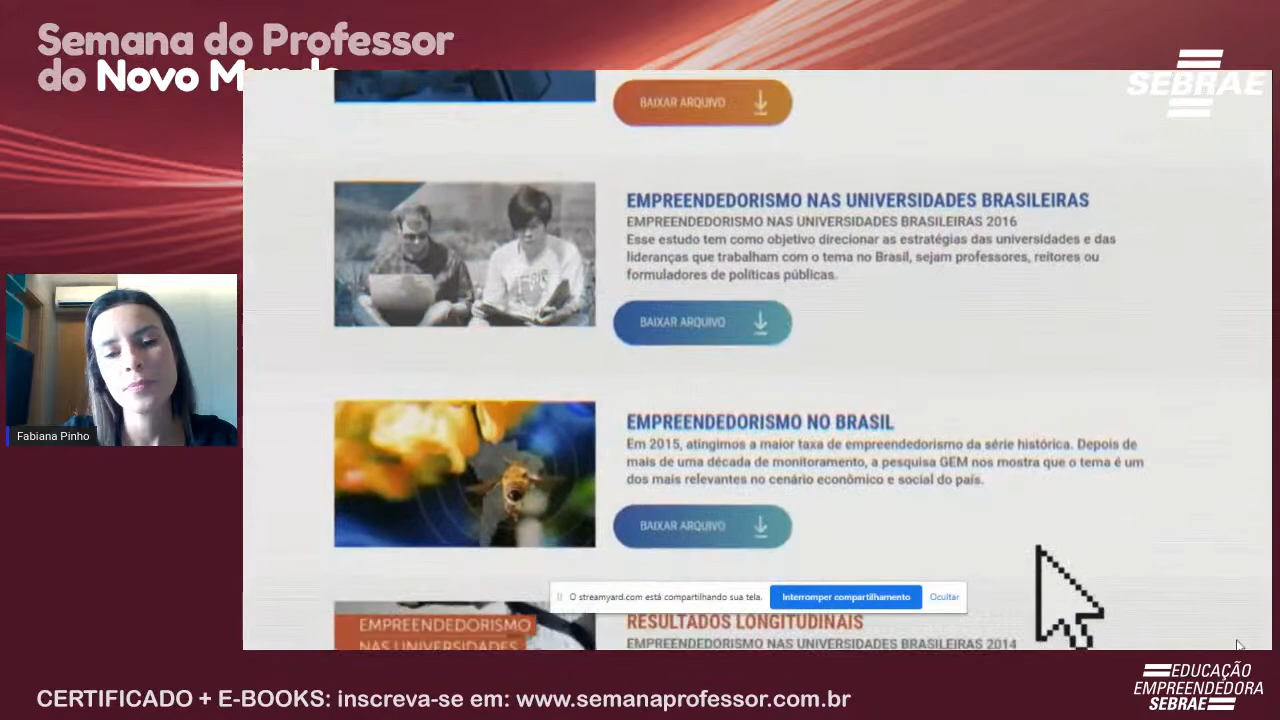 Semana do Professor
do Novo Mundo
SEBRAE
BAIXAR ARQUIVO
EMPREENDEDORISMO NAS UNIVERSIDADES BRASILEIRAS
EMPREENDEDORISMO NAS UNIVERSIDADES BRASILEIRAS 2016
Esse estudo tem como objetivo direcionar as estratégias das universidades e das
lideranças que trabalham com o tema no Brasil, sejam professores, reitores ou
formuladores de políticas públicas.
BAIXAR ARQUIVO
Fabiana Pinho
EMPREENDEDORISMO NO BRASIL
Em 2015, atingimos a maior taxa de empreendedorismo da série histórica. Depois de
mais de uma década de monitoramento, a pesquisa GEM nos mostra que o tema é um
dos mais relevantes no cenário econômico e social do país.
BAIXAR ARQUIVO
O streamyard.com está compartilhando sua tela.
Interromper compartilhamento
Ocultar
EMPREENDEDORISMO
NAS UNIVERSIDADES
RESULTADOS LONGITUDINAIS
EMPREENDEDORISMO NAS UNIVERSIDADES BRASILEIRAS 2014
CERTIFICADO + E-BOOKS: inscreva-se em: www.semanaprofessor.com.br
EDUCAÇÃO
EMPREENDEDORA
SEBRAE